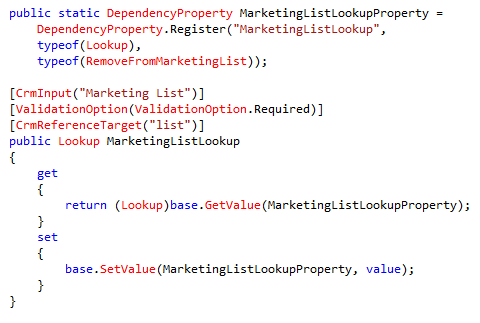 public static DependencyProperty MarketingListLookupProperty =
    DependencyProperty.Register("MarketingListLookup",
    typeof(Lookup),
    typeof(RemoveFromMarketingList));

[CrmInput("Marketing List")]
[ValidationOption(ValidationOption.Required)]
[CrmReferenceTarget("list")]
public Lookup MarketingListLookup
{
    get
    {
        return (Lookup)base.GetValue(MarketingListLookupProperty);
    }
    set
    {
        base.SetValue(MarketingListLookupProperty, value);
    }
}